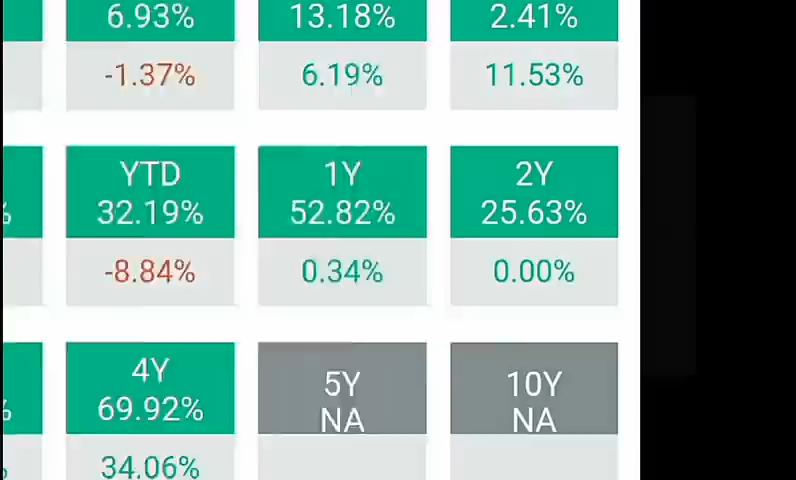 6.93% 13.18% 2.41%
-1.37% 6.19% 11.53%
YTD 1Y 2Y
% 32.19% 52.82% 25.63%
-8.84% 0.34% 0.00%
4Y 5Y 10Y
% 69.92% NA NA
% 34.06%